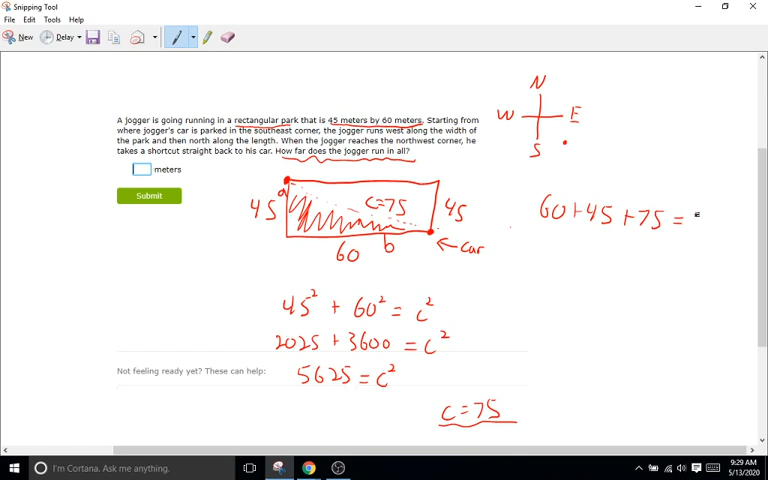 Snipping Tool
File Edit Tools Help
New Delay
A jogger is going running in a rectangular park that is 45 meters by 60 meters. Starting from
where jogger's car is parked in the southeast corner, the jogger runs west along the width of
the park and then north along the length. When the jogger reaches the northwest corner, he
takes a shortcut straight back to his car. How far does the jogger run in all?
meters
Submit
N
W E
S
a
45 c=75 45
60 b ← car
60+45+75=
45² + 60² = c²
2025 + 3600 = c²
5625 = c²
c=75
Not feeling ready yet? These can help:
I'm Cortana. Ask me anything.
9:29 AM
5/13/2020